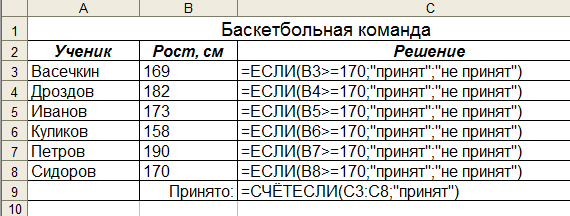 A B C
1 Баскетбольная команда
2 Ученик Рост, см Решение
3 Васечкин 169 =ЕСЛИ(B3>=170;"принят";"не принят")
4 Дроздов 182 =ЕСЛИ(B4>=170;"принят";"не принят")
5 Иванов 173 =ЕСЛИ(B5>=170;"принят";"не принят")
6 Куликов 158 =ЕСЛИ(B6>=170;"принят";"не принят")
7 Петров 190 =ЕСЛИ(B7>=170;"принят";"не принят")
8 Сидоров 170 =ЕСЛИ(B8>=170;"принят";"не принят")
9 Принято: =СЧЁТЕСЛИ(C3:C8;"принят")
10